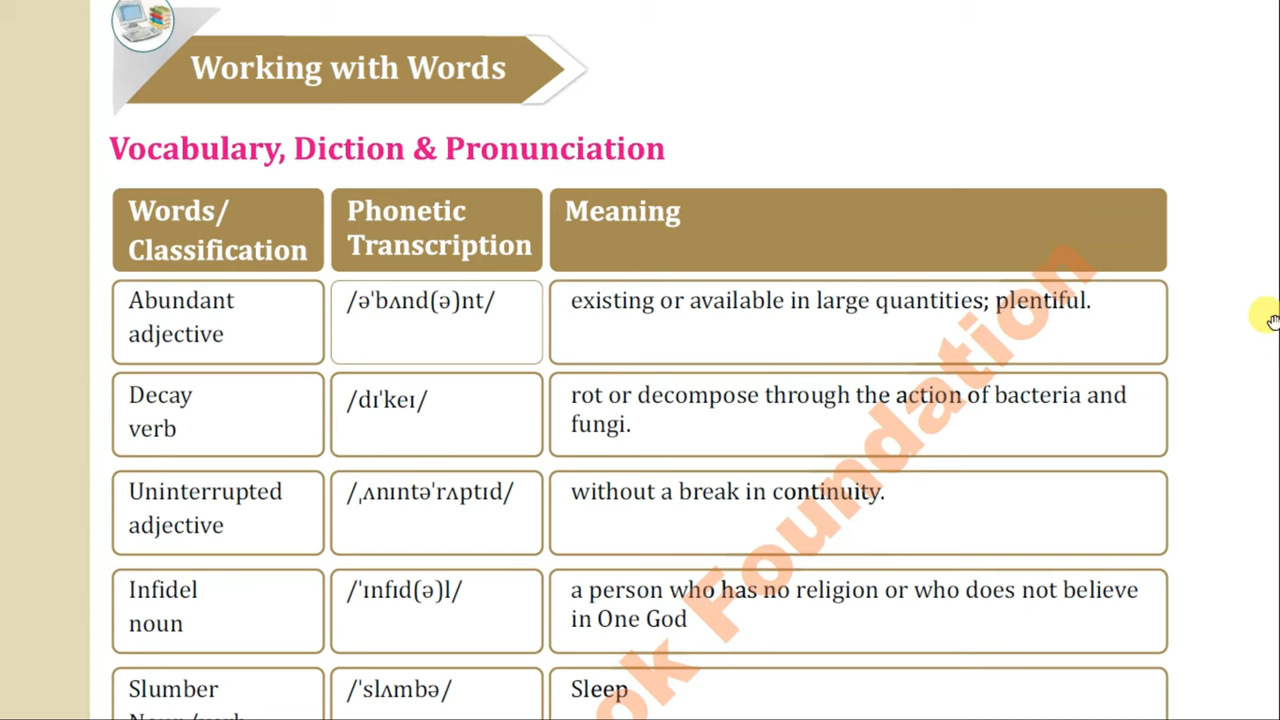 Working with Words
Vocabulary, Diction & Pronunciation
Words/
Classification
Phonetic
Transcription
Meaning
Abundant
adjective
/əˈbʌnd(ə)nt/
existing or available in large quantities; plentiful.
Decay
verb
/dɪˈkeɪ/
rot or decompose through the action of bacteria and
fungi.
Uninterrupted
adjective
/ˌʌnɪntəˈrʌptɪd/
without a break in continuity.
Infidel
noun
/ˈɪnfɪd(ə)l/
a person who has no religion or who does not believe
in One God
Slumber
Noun/verb
/ˈslʌmbə/
Sleep
ok Foundation